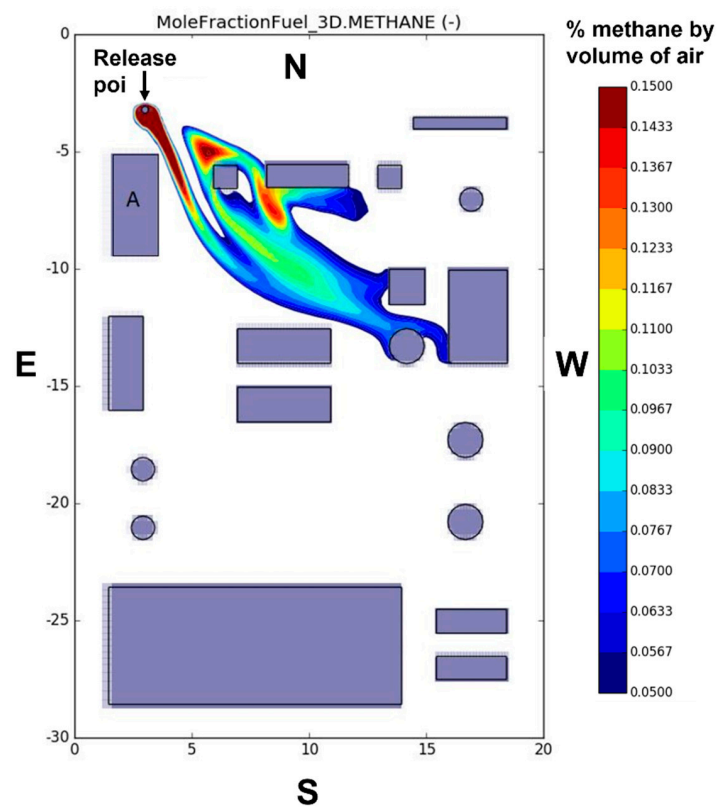 MoleFractionFuel_3D.METHANE (-)
% methane by
volume of air
Release
poi
N
A
E
W
S
0
-5
-10
-15
-20
-25
-30
0
5
10
15
20
0.1500
0.1433
0.1367
0.1300
0.1233
0.1167
0.1100
0.1033
0.0967
0.0900
0.0833
0.0767
0.0700
0.0633
0.0567
0.0500